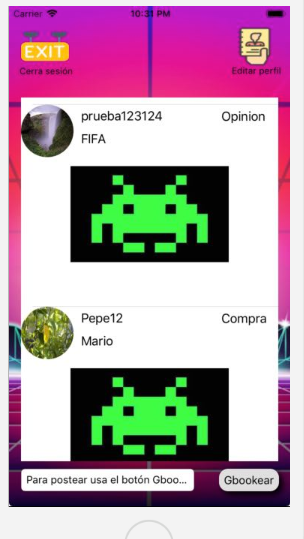 Carrier 10:31 PM
EXIT
Cerra sesión Editar perfil
prueba123124 Opinion
FIFA
Pepe12 Compra
Mario
Para postear usa el botón Gboo... Gbookear